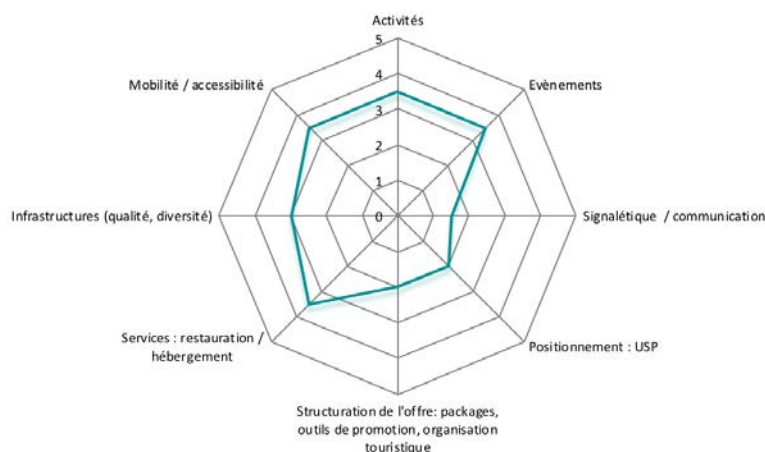 Activités
5
Mobilité / accessibilité
4
Evènements
3
2
1
Infrastructures (qualité, diversité)
0
Signalétique / communication
Services : restauration /
hébergement
Positionnement : USP
Structuration de l'offre: packages,
outils de promotion, organisation
touristique